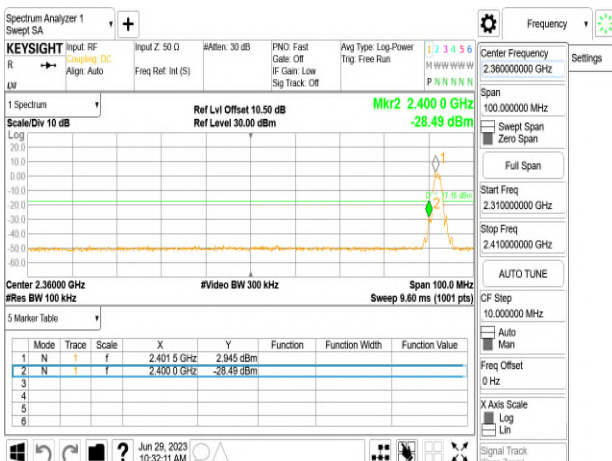 Spectrum Analyzer 1
Swept SA
Frequency
KEYSIGHT
Input: RF
Coupling: DC
Align: Auto
Input Z: 50 Ω
Freq Ref: Int (S)
#Atten: 30 dB
PNO: Fast
Gate: Off
IF Gain: Low
Sig Track: Off
Avg Type: Log-Power
Trig: Free Run
1 2 3 4 5 6
M W W W W W
P N N N N N
R
LXI
Center Frequency
2.360000000 GHz
Settings
1 Spectrum
Scale/Div 10 dB
Ref Lvl Offset 10.50 dB
Ref Level 30.00 dBm
Mkr2 2.400 0 GHz
-28.49 dBm
Log
20.0
10.0
0.00
-10.0
-20.0
-30.0
-40.0
-50.0
-60.0
1
2
Center 2.36000 GHz
#Res BW 100 kHz
#Video BW 300 kHz
Span 100.0 MHz
Sweep 9.60 ms (1001 pts)
Span
100.000000 MHz
Swept Span
Zero Span
Full Span
Start Freq
2.310000000 GHz
Stop Freq
2.410000000 GHz
AUTO TUNE
CF Step
10.000000 MHz
Auto
Man
Freq Offset
0 Hz
X Axis Scale
Log
Lin
Signal Track
5 Marker Table
Mode Trace Scale X Y Function Function Width Function Value
1 N 1 f 2.401 5 GHz 2.945 dBm
2 N 1 f 2.400 0 GHz -28.49 dBm
3
4
5
6
?
Jun 29, 2023
10:32:11 AM